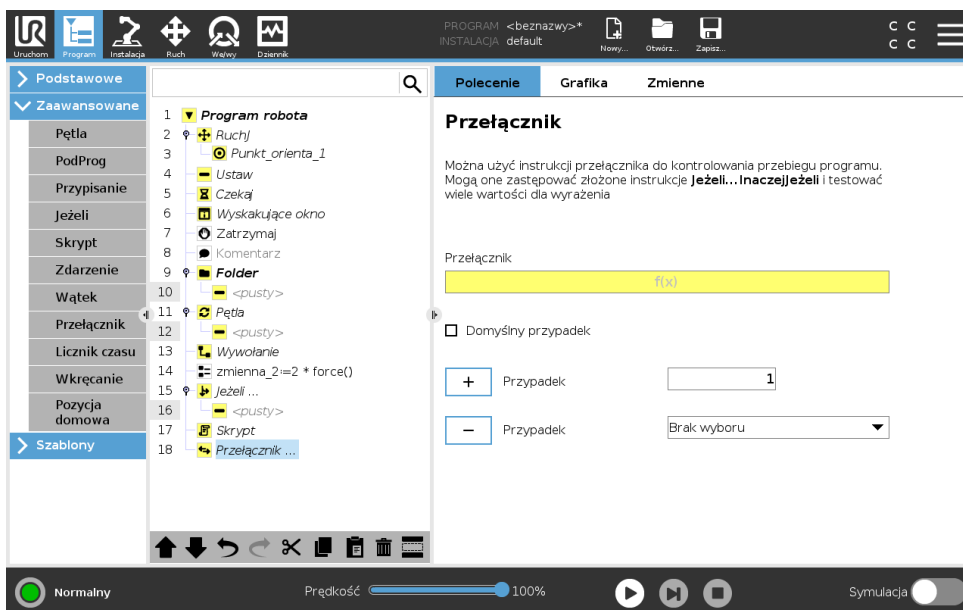 PROGRAM <beznazwy>*
INSTALACJA default
Uruchom Program Instalacja Ruch We/wy Dziennik
Nowy... Otwórz... Zapisz...
C C
C C
Podstawowe
Zaawansowane
Pętla
PodProg
Przypisanie
Jeżeli
Skrypt
Zdarzenie
Wątek
Przełącznik
Licznik czasu
Wkręcanie
Pozycja
domowa
Szablony
1 Program robota
2 RuchJ
3 Punkt_orienta_1
4 Ustaw
5 Czekaj
6 Wyskakujące okno
7 Zatrzymaj
8 Komentarz
9 Folder
10 <pusty>
11 Pętla
12 <pusty>
13 Wywołanie
14 zmienna_2:=2 * force()
15 Jeżeli ...
16 <pusty>
17 Skrypt
18 Przełącznik ...
Polecenie Grafika Zmienne
Przełącznik
Można użyć instrukcji przełącznika do kontrolowania przebiegu programu.
Mogą one zastępować złożone instrukcje Jeżeli...InaczejJeżeli i testować
wiele wartości dla wyrażenia
Przełącznik
f(x)
Domyślny przypadek
+ Przypadek 1
− Przypadek Brak wyboru
Normalny
Prędkość 100%
Symulacja